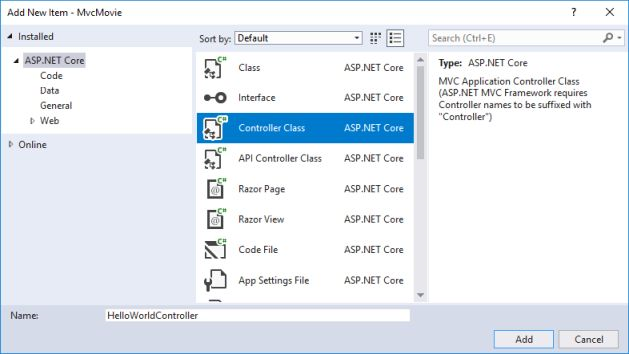 Add New Item - MvcMovie
Installed
ASP.NET Core
Code
Data
General
Web
Online
Sort by: Default
C# Class ASP.NET Core
Interface ASP.NET Core
C# Controller Class ASP.NET Core
C# API Controller Class ASP.NET Core
C# @ Razor Page ASP.NET Core
C# @ Razor View ASP.NET Core
C# Code File ASP.NET Core
App Settings File ASP.NET Core
Search (Ctrl+E)
Type: ASP.NET Core
MVC Application Controller Class
(ASP.NET MVC Framework requires
Controller names to be suffixed with
"Controller")
Name: HelloWorldController
Add Cancel